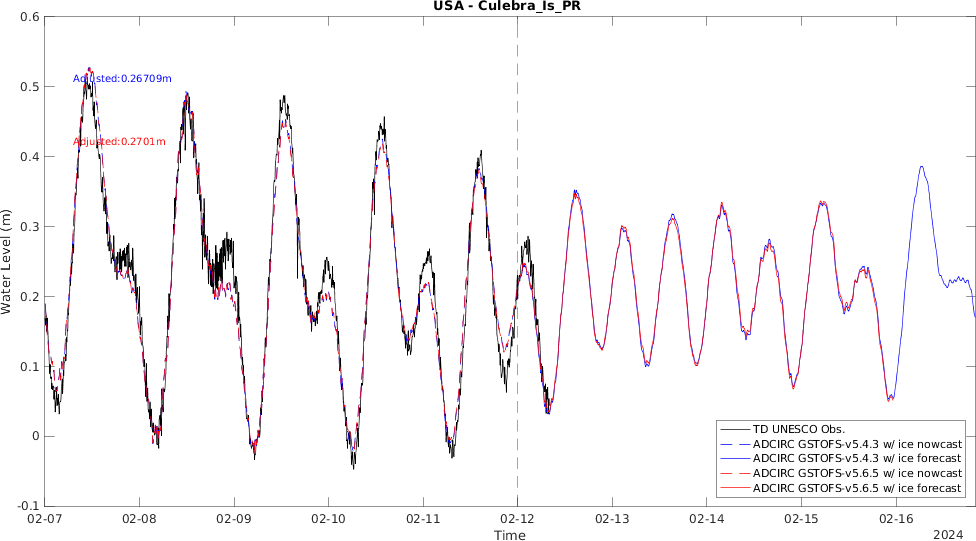 USA - Culebra_Is_PR
0.6
0.5
0.4
0.3
0.2
0.1
0
-0.1
Water Level (m)
Adjusted:0.26709m
Adjusted:0.2701m
TD UNESCO Obs.
ADCIRC GSTOFS-v5.4.3 w/ ice nowcast
ADCIRC GSTOFS-v5.4.3 w/ ice forecast
ADCIRC GSTOFS-v5.6.5 w/ ice nowcast
ADCIRC GSTOFS-v5.6.5 w/ ice forecast
02-07 02-08 02-09 02-10 02-11 02-12 02-13 02-14 02-15 02-16
Time
2024